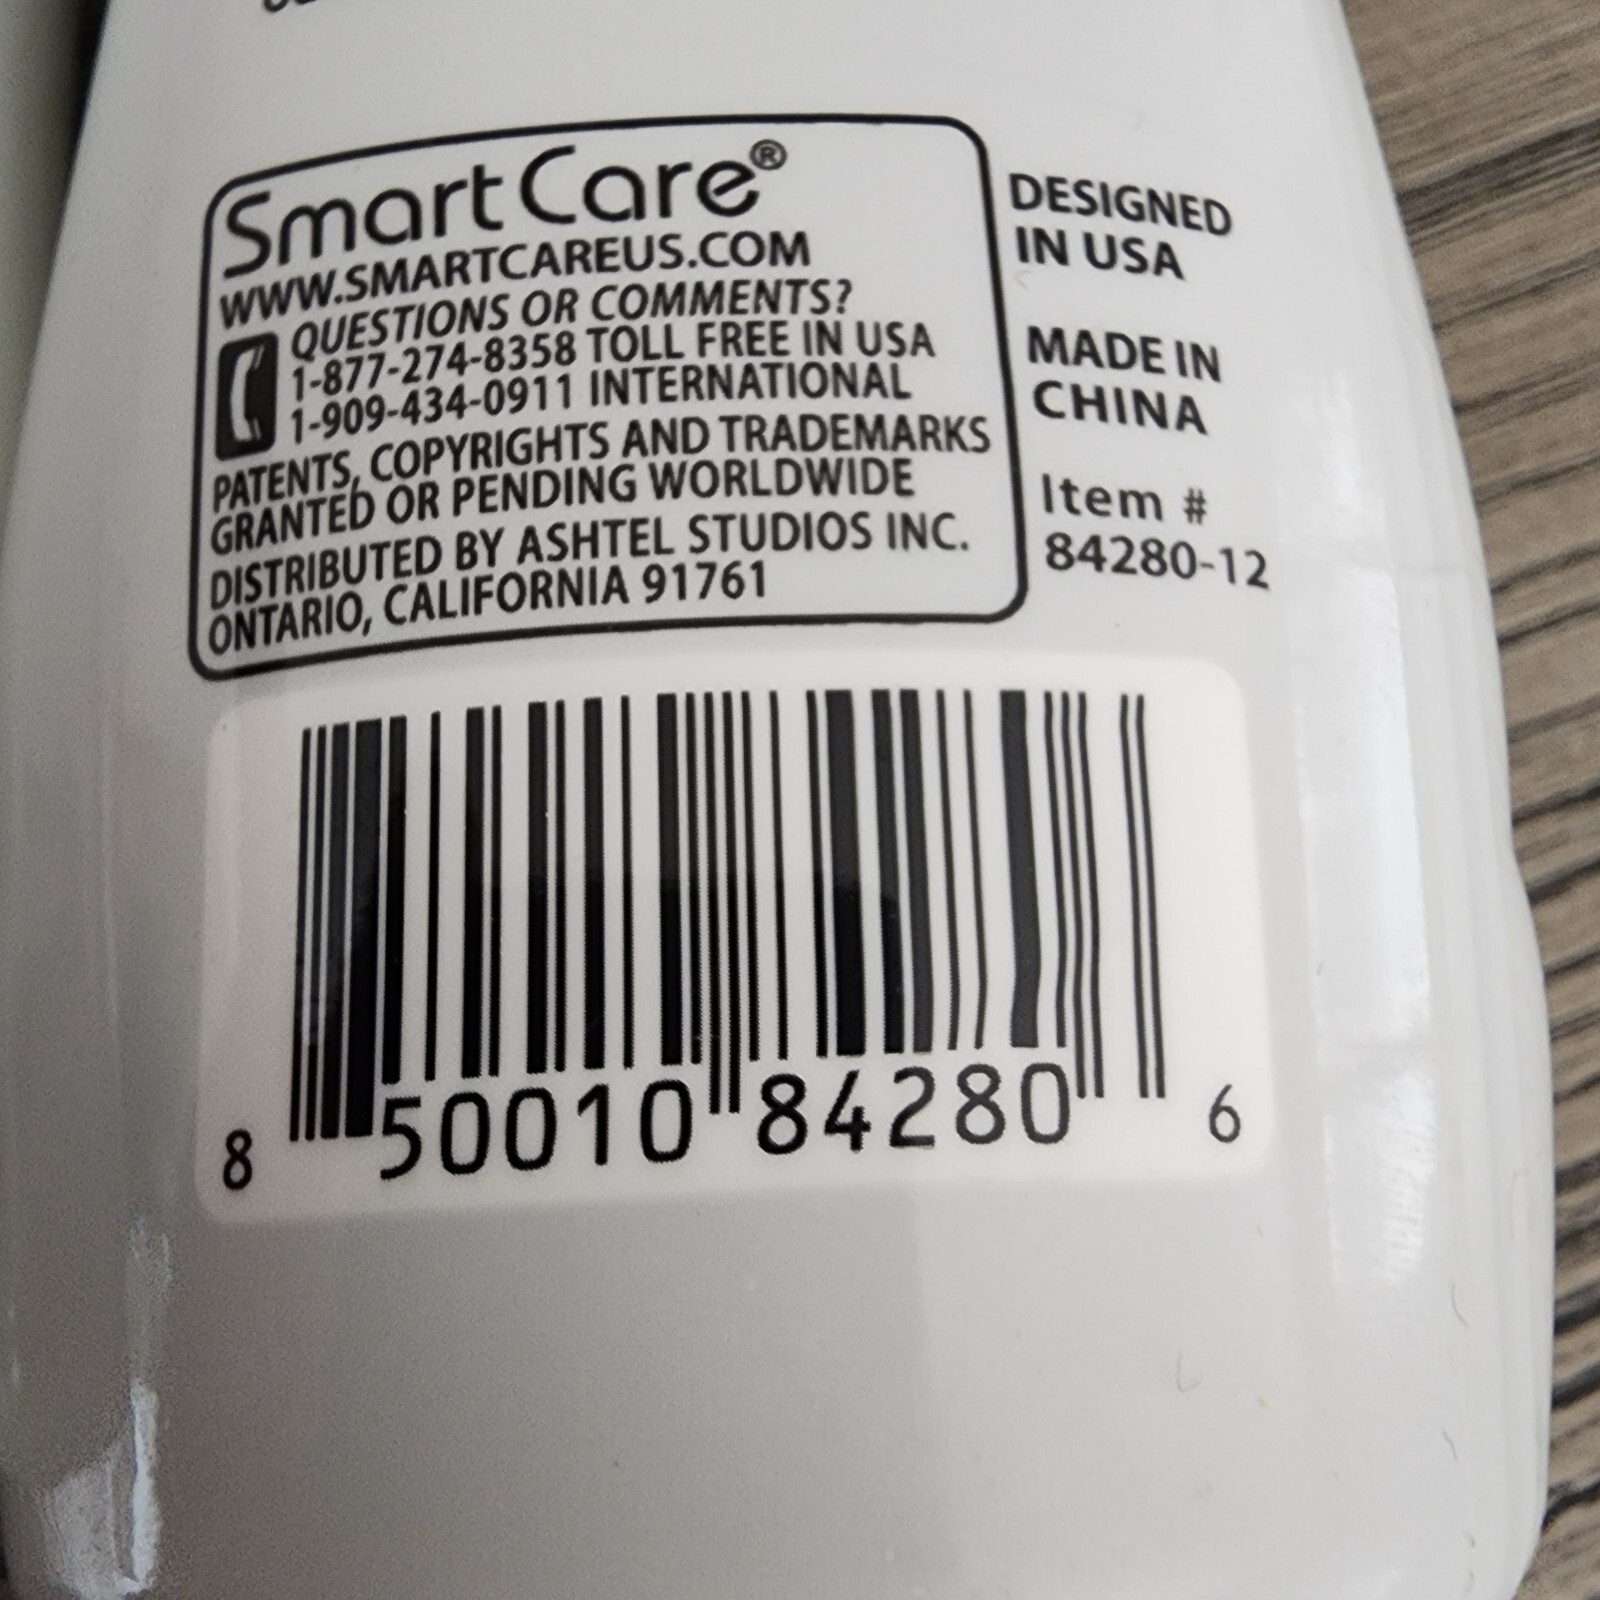 SmartCare®
WWW.SMARTCAREUS.COM
QUESTIONS OR COMMENTS?
1-877-274-8358 TOLL FREE IN USA
1-909-434-0911 INTERNATIONAL
PATENTS, COPYRIGHTS AND TRADEMARKS
GRANTED OR PENDING WORLDWIDE
DISTRIBUTED BY ASHTEL STUDIOS INC.
ONTARIO, CALIFORNIA 91761
DESIGNED
IN USA
MADE IN
CHINA
Item #
84280-12
8 50010 84280 6